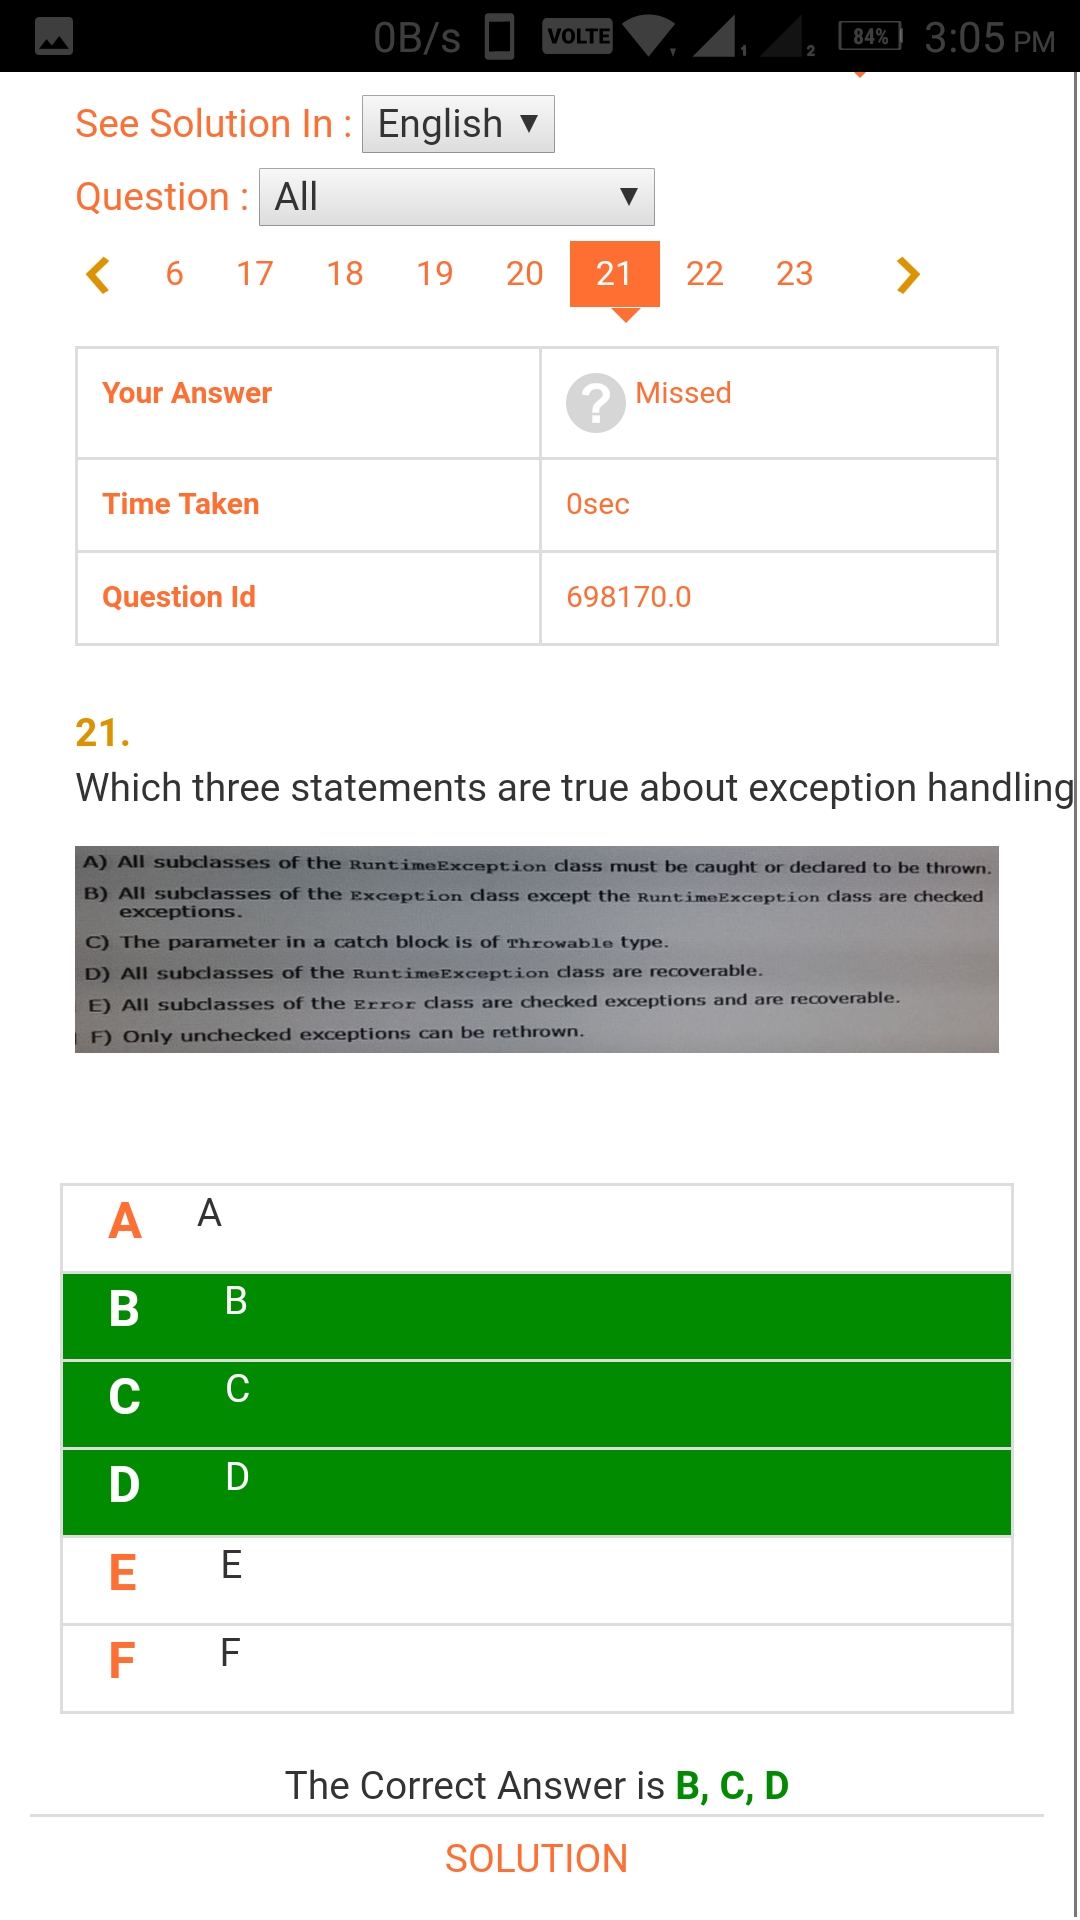 0B/s VOLTE 1 2 84% 3:05 PM
See Solution In : English ▼
Question : All ▼
6 17 18 19 20 21 22 23
Your Answer ? Missed
Time Taken 0sec
Question Id 698170.0
21.
Which three statements are true about exception handling
A) All subclasses of the RuntimeException class must be caught or declared to be thrown.
B) All subclasses of the Exception class except the RuntimeException class are checked
exceptions.
C) The parameter in a catch block is of Throwable type.
D) All subclasses of the RuntimeException class are recoverable.
E) All subclasses of the Error class are checked exceptions and are recoverable.
F) Only unchecked exceptions can be rethrown.
A A
B B
C C
D D
E E
F F
The Correct Answer is B, C, D
SOLUTION